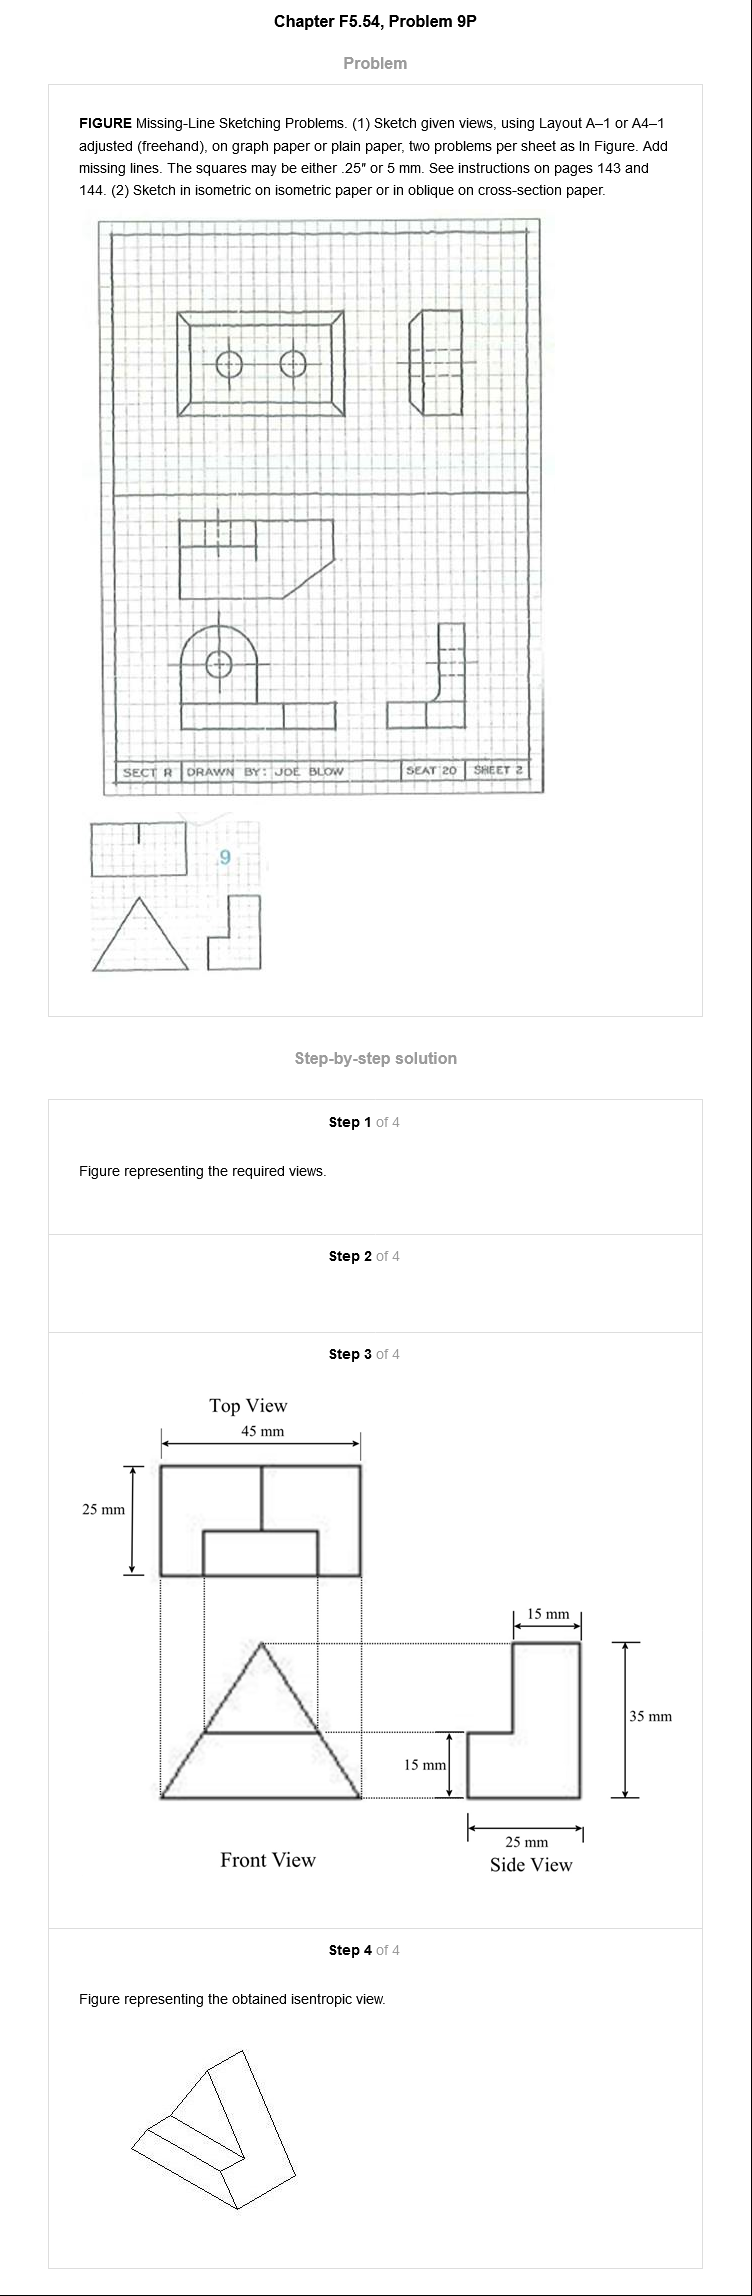 Chapter F5.54, Problem 9P
Problem
FIGURE Missing-Line Sketching Problems. (1) Sketch given views, using Layout A–1 or A4–1
adjusted (freehand), on graph paper or plain paper, two problems per sheet as In Figure. Add
missing lines. The squares may be either .25″ or 5 mm. See instructions on pages 143 and
144. (2) Sketch in isometric on isometric paper or in oblique on cross-section paper.
SECT R DRAWN BY: JOE BLOW SEAT 20 SHEET 2
9
Step-by-step solution
Step 1 of 4
Figure representing the required views.
Step 2 of 4
Step 3 of 4
Top View
45 mm
25 mm
15 mm
35 mm
15 mm
25 mm
Front View
Side View
Step 4 of 4
Figure representing the obtained isentropic view.